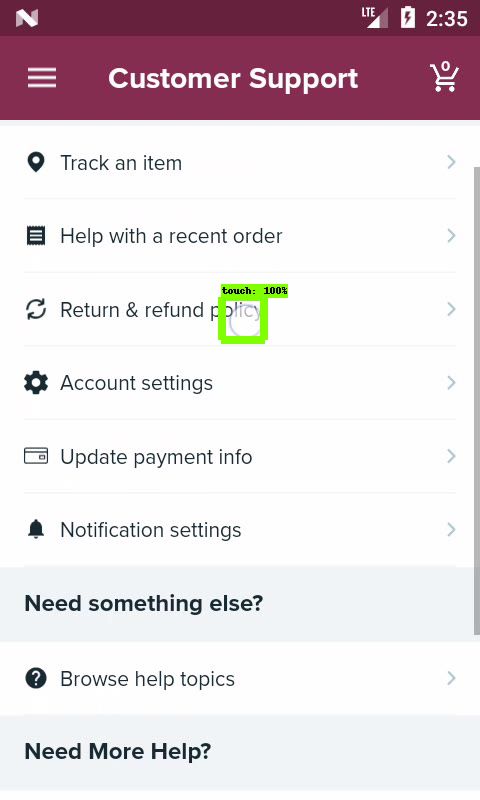 LTE 2:35
Customer Support
0
Track an item
Help with a recent order
touch: 100%
Return & refund policy
Account settings
Update payment info
Notification settings
Need something else?
Browse help topics
Need More Help?